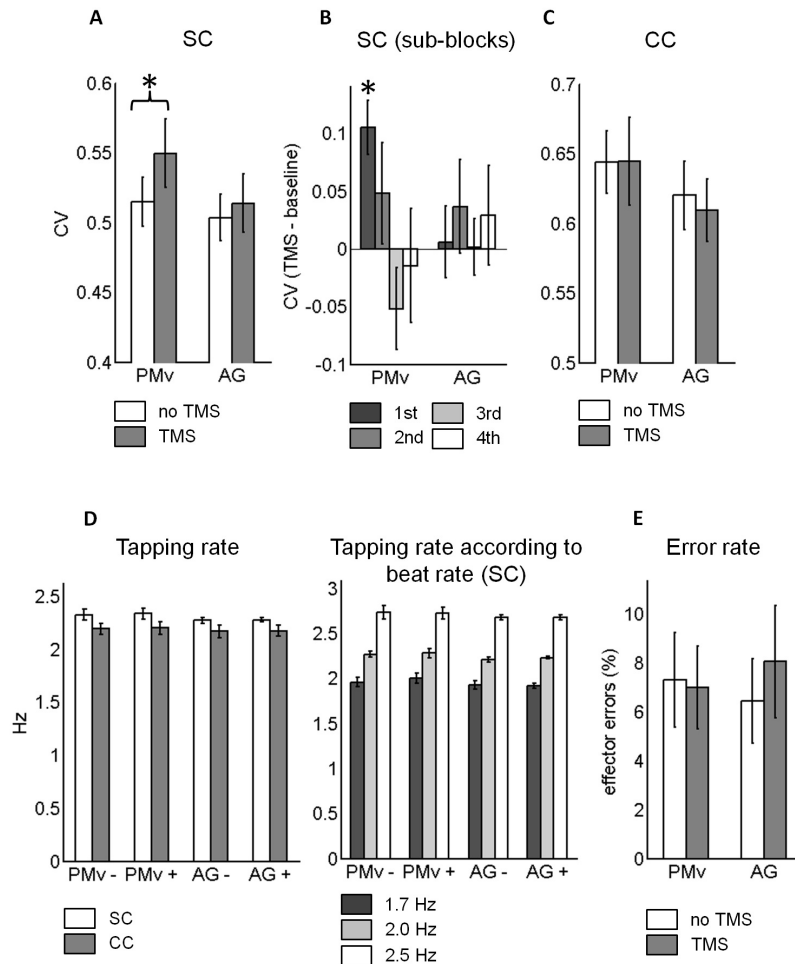 A
SC
0.6
0.55
0.5
0.45
0.4
CV
*
PMv AG
no TMS
TMS
B
SC (sub-blocks)
0.1
0.05
0
-0.05
-0.1
CV (TMS - baseline)
*
PMv AG
1st 3rd
2nd 4th
C
CC
0.7
0.65
0.6
0.55
0.5
PMv AG
no TMS
TMS
D
Tapping rate
2.5
2
1.5
1
0.5
0
Hz
PMv - PMv + AG - AG +
SC
CC
Tapping rate according to
beat rate (SC)
3
2.5
2
1.5
1
0.5
0
PMv - PMv + AG - AG +
1.7 Hz
2.0 Hz
2.5 Hz
E
Error rate
10
8
6
4
2
0
effector errors (%)
PMv AG
no TMS
TMS